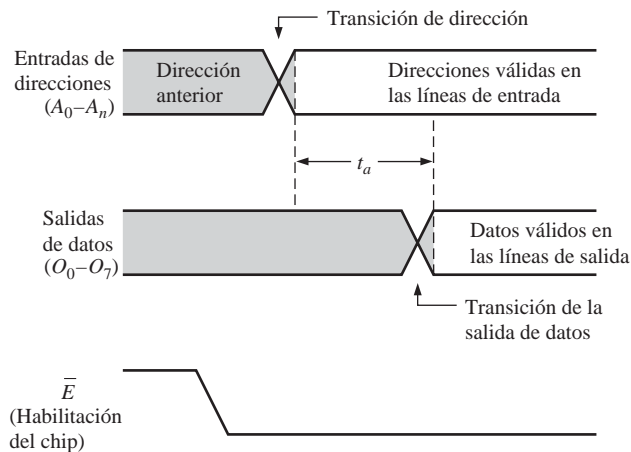 Transición de dirección
Entradas de
direcciones
(A₀–Aₙ)
Dirección
anterior
Direcciones válidas en
las líneas de entrada
tₐ
Salidas
de datos
(O₀–O₇)
Datos válidos en
las líneas de salida
Transición de la
salida de datos
E̅
(Habilitación
del chip)